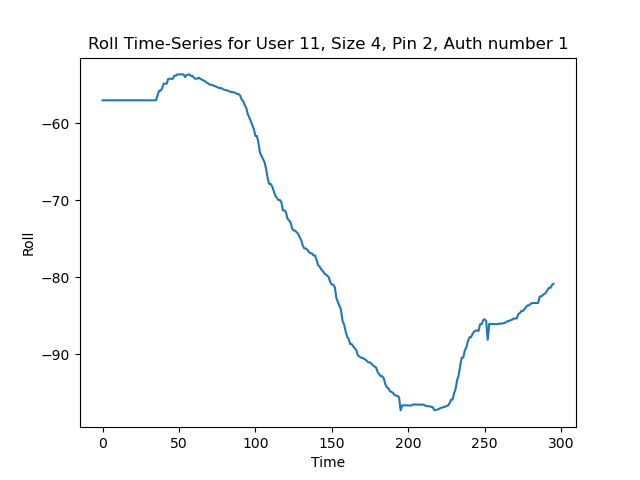 Roll Time-Series for User 11, Size 4, Pin 2, Auth number 1
−60
−70
−80
−90
Roll
0 50 100 150 200 250 300
Time